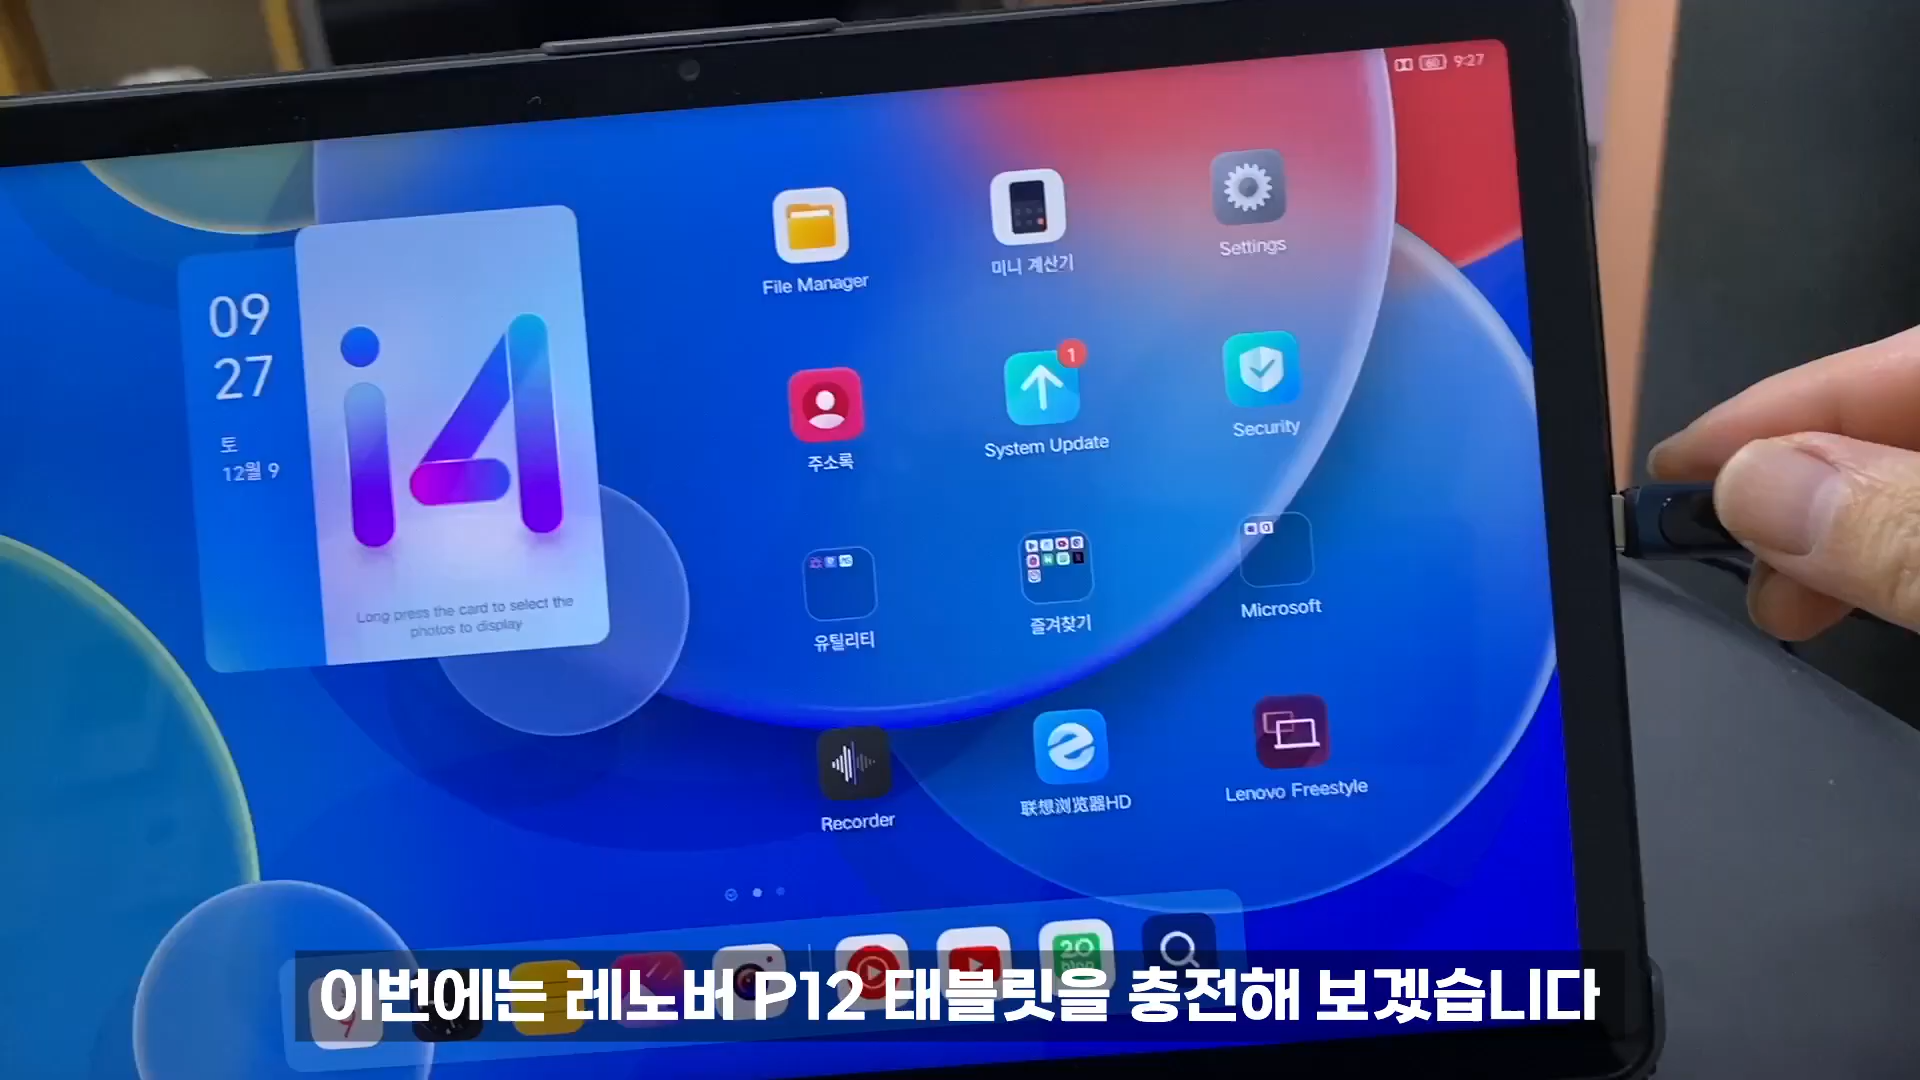 60 9:27
File Manager
미니 계산기
Settings
09
27
토
12월 9
Long press the card to select the
photos to display
주소록
1
System Update
Security
유틸리티
즐겨찾기
Microsoft
Recorder
联想浏览器HD
Lenovo Freestyle
20
9
이번에는 레노버 P12 태블릿을 충전해 보겠습니다